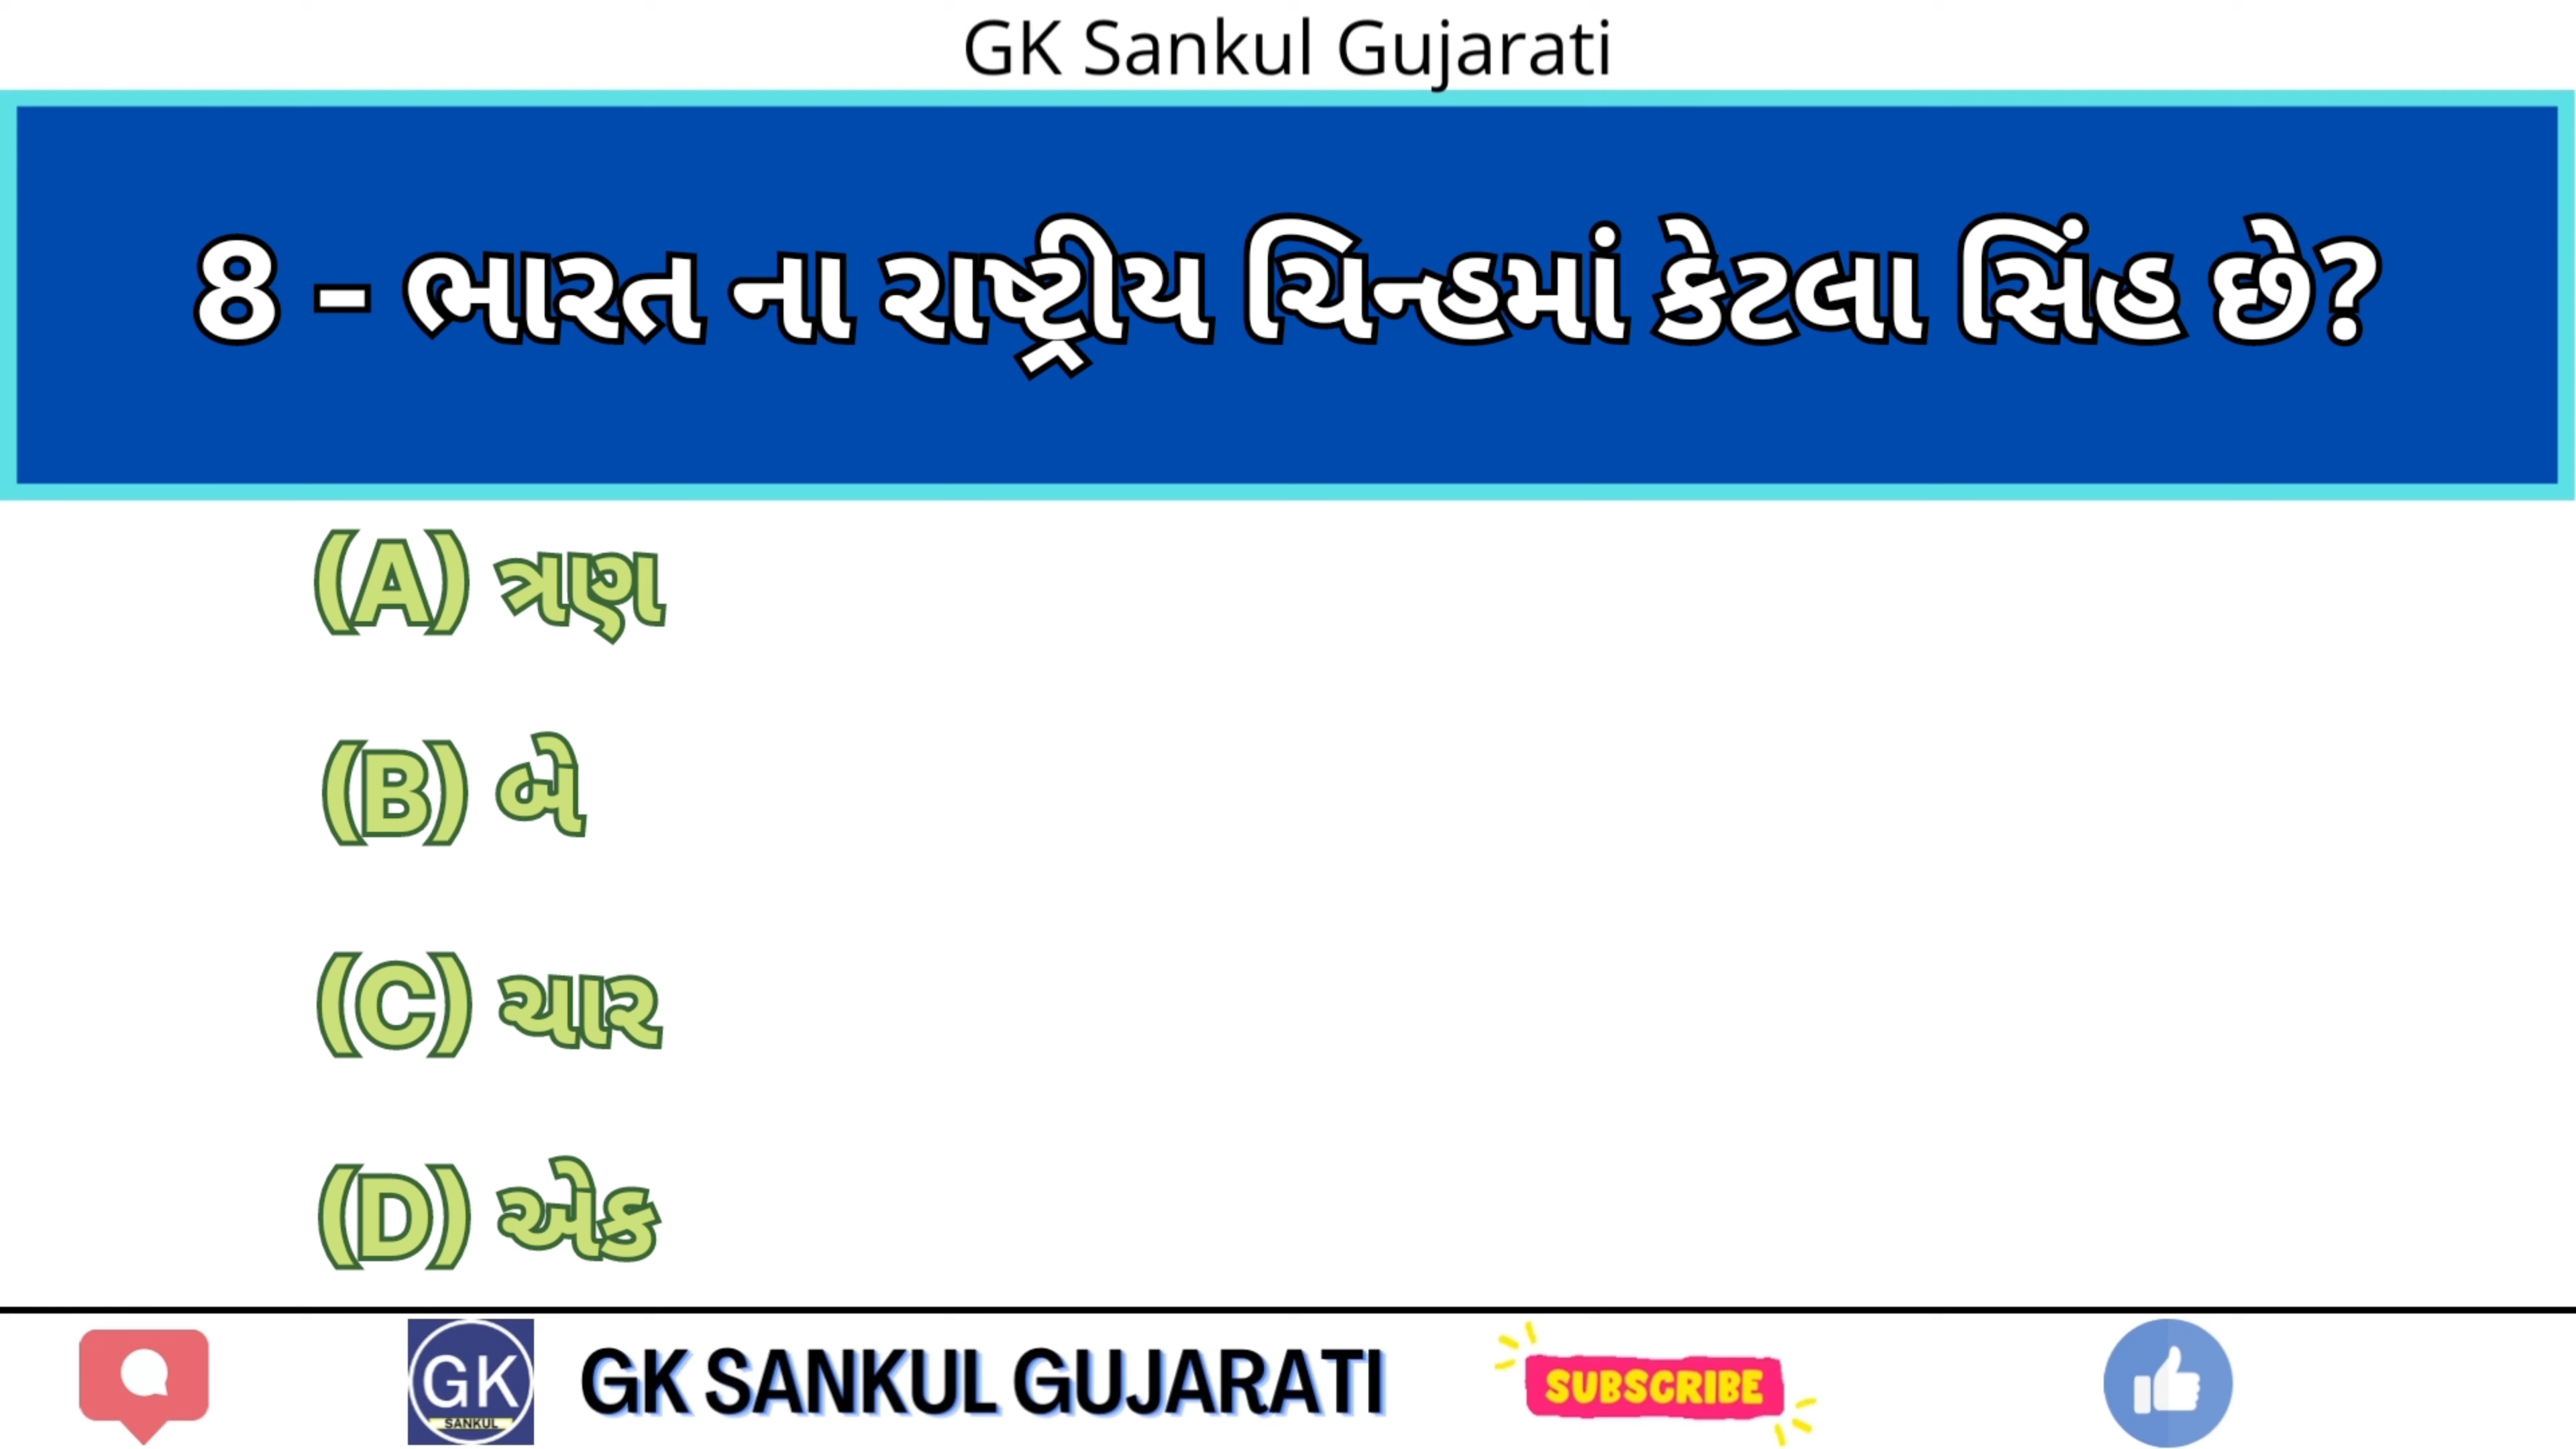 GK Sankul Gujarati
8 - ભારત ના રાષ્ટ્રીય ચિન્હમાં કેટલા સિંહ છે?
(A) ત્રણ
(B) બે
(C) ચાર
(D) એક
GK
SANKUL
GK SANKUL GUJARATI
SUBSCRIBE